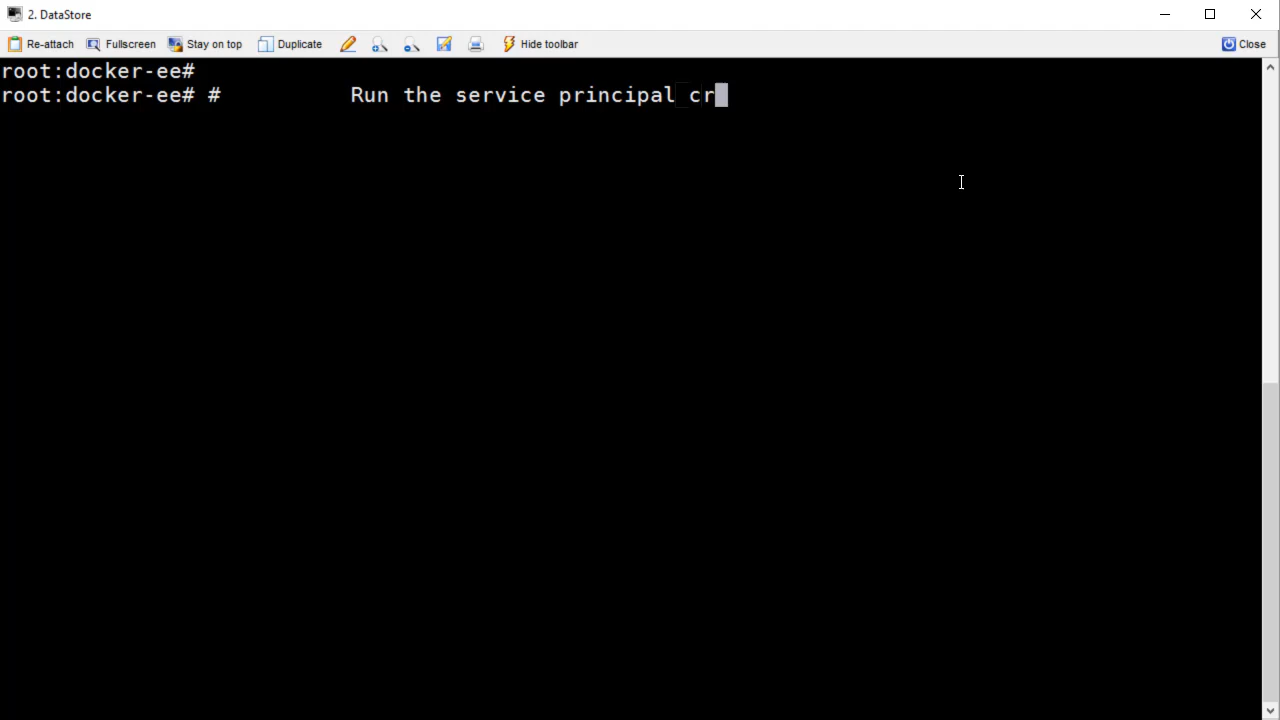 2. DataStore
Re-attach Fullscreen Stay on top Duplicate Hide toolbar Close
root:docker-ee#
root:docker-ee# # Run the service principal cr